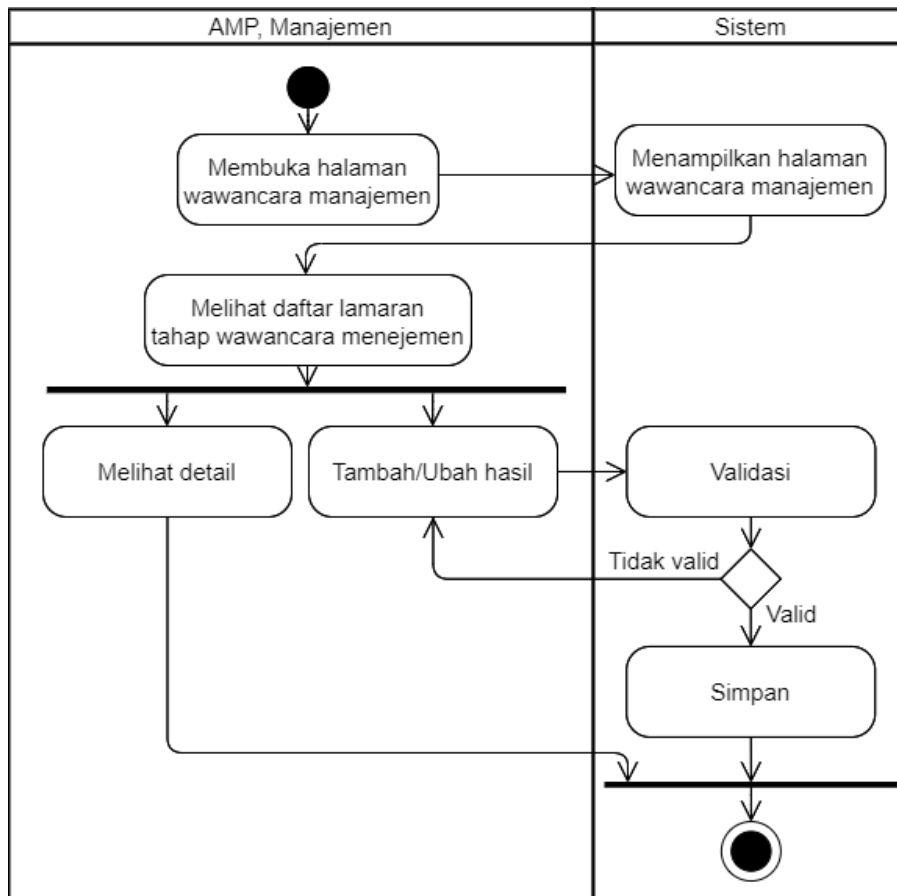 AMP, Manajemen
Sistem
Membuka halaman
wawancara manajemen
Menampilkan halaman
wawancara manajemen
Melihat daftar lamaran
tahap wawancara menejemen
Melihat detail
Tambah/Ubah hasil
Validasi
Tidak valid
Valid
Simpan